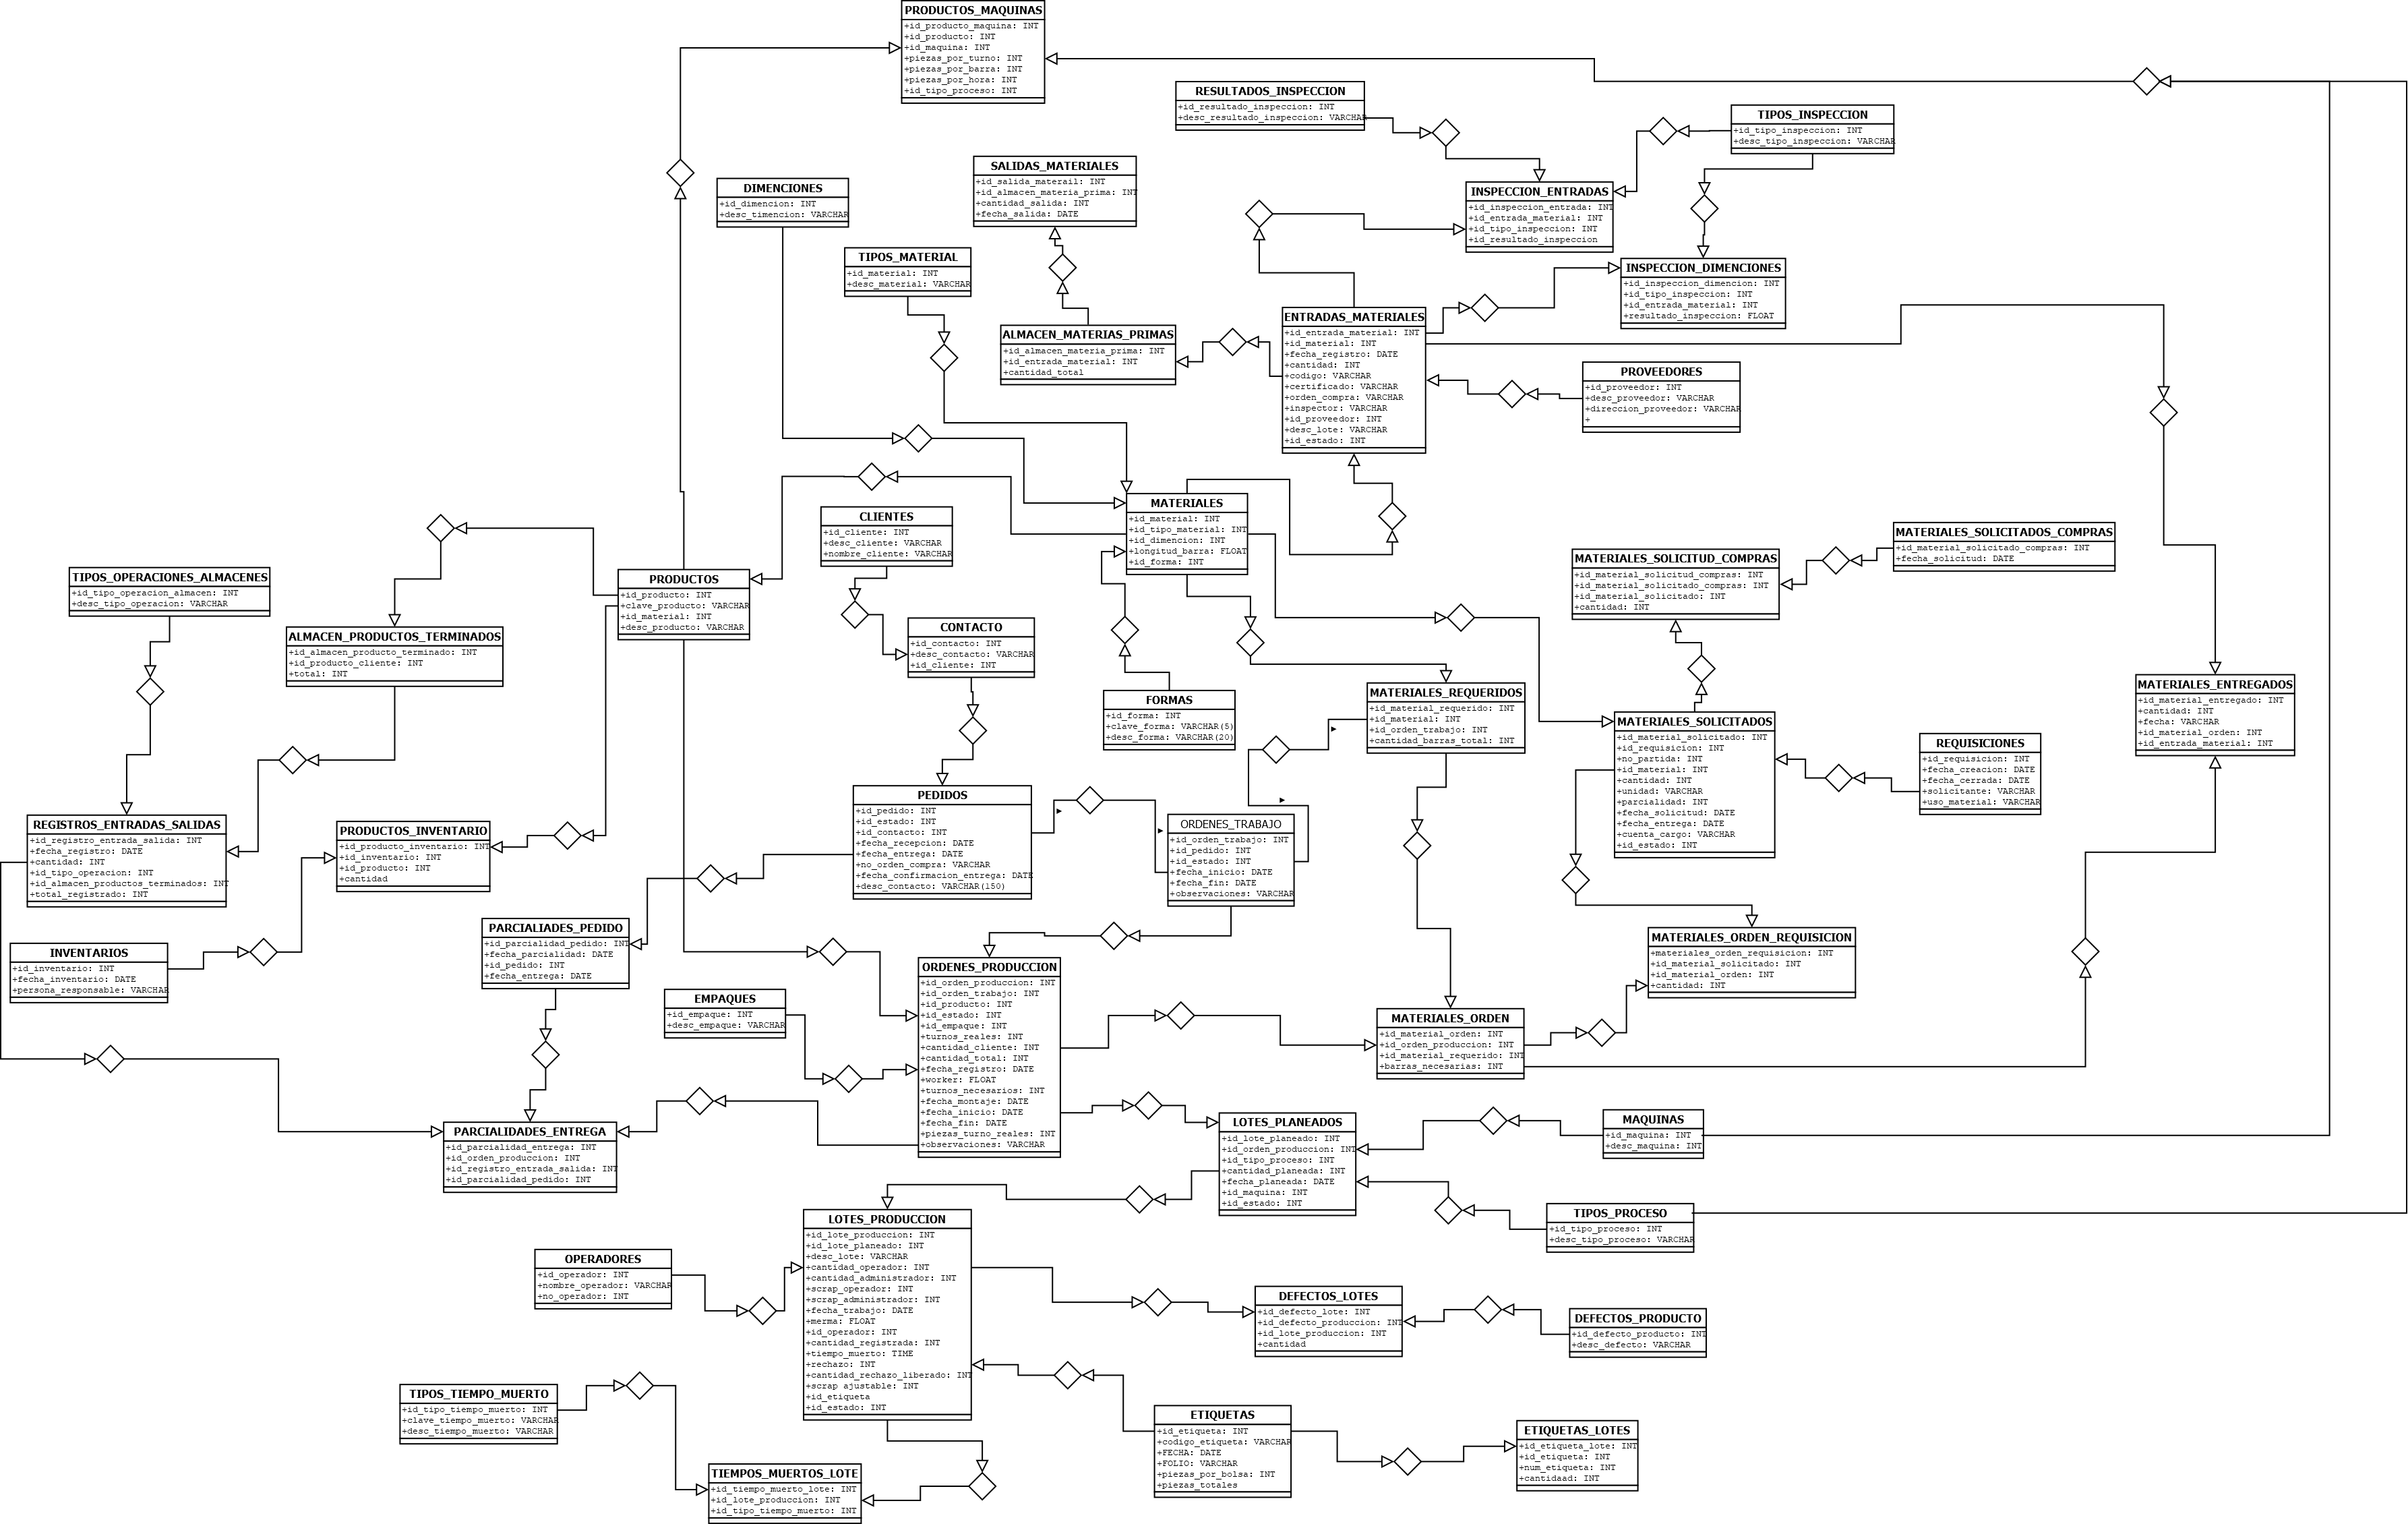 PRODUCTOS_MAQUINAS
+id_producto_maquina: INT
+id_producto: INT
+id_maquina: INT
+piezas_por_turno: INT
+piezas_por_barra: INT
+piezas_por_hora: INT
+id_tipo_proceso: INT
RESULTADOS_INSPECCION
+id_resultado_inspeccion: INT
+desc_resultado_inspeccion: VARCHAR
TIPOS_INSPECCION
+id_tipo_inspeccion: INT
+desc_tipo_inspeccion: VARCHAR
SALIDAS_MATERIALES
+id_salida_materail: INT
+id_almacen_materia_prima: INT
+cantidad_salida: INT
+fecha_salida: DATE
DIMENCIONES
+id_dimencion: INT
+desc_timencion: VARCHAR
INSPECCION_ENTRADAS
+id_inspeccion_entrada: INT
+id_entrada_material: INT
+id_tipo_inspeccion: INT
+id_resultado_inspeccion
TIPOS_MATERIAL
+id_material: INT
+desc_material: VARCHAR
INSPECCION_DIMENCIONES
+id_inspeccion_dimencion: INT
+id_tipo_inspeccion: INT
+id_entrada_material: INT
+resultado_inspeccion: FLOAT
ENTRADAS_MATERIALES
+id_entrada_material: INT
+id_material: INT
+fecha_registro: DATE
+cantidad: INT
+codigo: VARCHAR
+certificado: VARCHAR
+orden_compra: VARCHAR
+inspector: VARCHAR
+id_proveedor: INT
+desc_lote: VARCHAR
+id_estado: INT
ALMACEN_MATERIAS_PRIMAS
+id_almacen_materia_prima: INT
+id_entrada_material: INT
+cantidad_total
PROVEEDORES
+id_proveedor: INT
+desc_proveedor: VARCHAR
+direccion_proveedor: VARCHAR
+
MATERIALES
+id_material: INT
+id_tipo_material: INT
+id_dimencion: INT
+longitud_barra: FLOAT
+id_forma: INT
CLIENTES
+id_cliente: INT
+desc_cliente: VARCHAR
+nombre_cliente: VARCHAR
MATERIALES_SOLICITADOS_COMPRAS
+id_material_solicitado_compras: INT
+fecha_solicitud: DATE
MATERIALES_SOLICITUD_COMPRAS
+id_material_solicitud_compras: INT
+id_material_solicitado_compras: INT
+id_material_solicitado: INT
+cantidad: INT
TIPOS_OPERACIONES_ALMACENES
+id_tipo_operacion_almacen: INT
+desc_tipo_operacion: VARCHAR
PRODUCTOS
+id_producto: INT
+clave_producto: VARCHAR
+id_material: INT
+desc_producto: VARCHAR
CONTACTO
+id_contacto: INT
+desc_contacto: VARCHAR
+id_cliente: INT
ALMACEN_PRODUCTOS_TERMINADOS
+id_almacen_producto_terminado: INT
+id_producto_cliente: INT
+total: INT
MATERIALES_ENTREGADOS
+id_material_entregado: INT
+cantidad: INT
+fecha: VARCHAR
+id_material_orden: INT
+id_entrada_material: INT
MATERIALES_REQUERIDOS
+id_material_requerido: INT
+id_material: INT
+id_orden_trabajo: INT
+cantidad_barras_total: INT
FORMAS
+id_forma: INT
+clave_forma: VARCHAR(5)
+desc_forma: VARCHAR(20)
MATERIALES_SOLICITADOS
+id_material_solicitado: INT
+id_requisicion: INT
+no_partida: INT
+id_material: INT
+cantidad: INT
+unidad: VARCHAR
+parcialidad: INT
+fecha_solicitud: DATE
+fecha_entrega: DATE
+cuenta_cargo: VARCHAR
+id_estado: INT
REQUISICIONES
+id_requisicion: INT
+fecha_creacion: DATE
+fecha_cerrada: DATE
+solicitante: VARCHAR
+uso_material: VARCHAR
PEDIDOS
+id_pedido: INT
+id_estado: INT
+id_contacto: INT
+fecha_recepcion: DATE
+fecha_entrega: DATE
+no_orden_compra: VARCHAR
+fecha_confirmacion_entrega: DATE
+desc_contacto: VARCHAR(150)
ORDENES_TRABAJO
+id_orden_trabajo: INT
+id_pedido: INT
+id_estado: INT
+fecha_inicio: DATE
+fecha_fin: DATE
+observaciones: VARCHAR
REGISTROS_ENTRADAS_SALIDAS
+id_registro_entrada_salida: INT
+fecha_registro: DATE
+cantidad: INT
+id_tipo_operacion: INT
+id_almacen_productos_terminados: INT
+total_registrado: INT
PRODUCTOS_INVENTARIO
+id_producto_inventario: INT
+id_inventario: INT
+id_producto: INT
+cantidad
PARCIALIADES_PEDIDO
+id_parcialidad_pedido: INT
+fecha_parcialidad: DATE
+id_pedido: INT
+fecha_entrega: DATE
MATERIALES_ORDEN_REQUISICION
+materiales_orden_requisicion: INT
+id_material_solicitado: INT
+id_material_orden: INT
+cantidad: INT
INVENTARIOS
+id_inventario: INT
+fecha_inventario: DATE
+persona_responsable: VARCHAR
ORDENES_PRODUCCION
+id_orden_produccion: INT
+id_orden_trabajo: INT
+id_producto: INT
+id_estado: INT
+id_empaque: INT
+turnos_reales: INT
+cantidad_cliente: INT
+cantidad_total: INT
+fecha_registro: DATE
+worker: FLOAT
+turnos_necesarios: INT
+fecha_montaje: DATE
+fecha_inicio: DATE
+fecha_fin: DATE
+piezas_turno_reales: INT
+observaciones: VARCHAR
EMPAQUES
+id_empaque: INT
+desc_empaque: VARCHAR
MATERIALES_ORDEN
+id_material_orden: INT
+id_orden_produccion: INT
+id_material_requerido: INT
+barras_necesarias: INT
PARCIALIDADES_ENTREGA
+id_parcialidad_entrega: INT
+id_orden_produccion: INT
+id_registro_entrada_salida: INT
+id_parcialidad_pedido: INT
LOTES_PLANEADOS
+id_lote_planeado: INT
+id_orden_produccion: INT
+id_tipo_proceso: INT
+cantidad_planeada: INT
+fecha_planeada: DATE
+id_maquina: INT
+id_estado: INT
MAQUINAS
+id_maquina: INT
+desc_maquina: INT
TIPOS_PROCESO
+id_tipo_proceso: INT
+desc_tipo_proceso: VARCHAR
LOTES_PRODUCCION
+id_lote_produccion: INT
+id_lote_planeado: INT
+desc_lote: VARCHAR
+cantidad_operador: INT
+cantidad_administrador: INT
+scrap_operador: INT
+scrap_administrador: INT
+fecha_trabajo: DATE
+merma: FLOAT
+id_operador: INT
+cantidad_registrada: INT
+tiempo_muerto: TIME
+rechazo: INT
+cantidad_rechazo_liberado: INT
+scrap_ajustable: INT
+id_etiqueta
+id_estado: INT
OPERADORES
+id_operador: INT
+nombre_operador: VARCHAR
+no_operador: INT
DEFECTOS_LOTES
+id_defecto_lote: INT
+id_defecto_produccion: INT
+id_lote_produccion: INT
+cantidad
DEFECTOS_PRODUCTO
+id_defecto_producto: INT
+desc_defecto: VARCHAR
TIPOS_TIEMPO_MUERTO
+id_tipo_tiempo_muerto: INT
+clave_tiempo_muerto: VARCHAR
+desc_tiempo_muerto: VARCHAR
ETIQUETAS
+id_etiqueta: INT
+codigo_etiqueta: VARCHAR
+FECHA: DATE
+FOLIO: VARCHAR
+piezas_por_bolsa: INT
+piezas_totales
ETIQUETAS_LOTES
+id_etiqueta_lote: INT
+id_etiqueta: INT
+num_etiqueta: INT
+cantidaad: INT
TIEMPOS_MUERTOS_LOTE
+id_tiempo_muerto_lote: INT
+id_lote_produccion: INT
+id_tipo_tiempo_muerto: INT